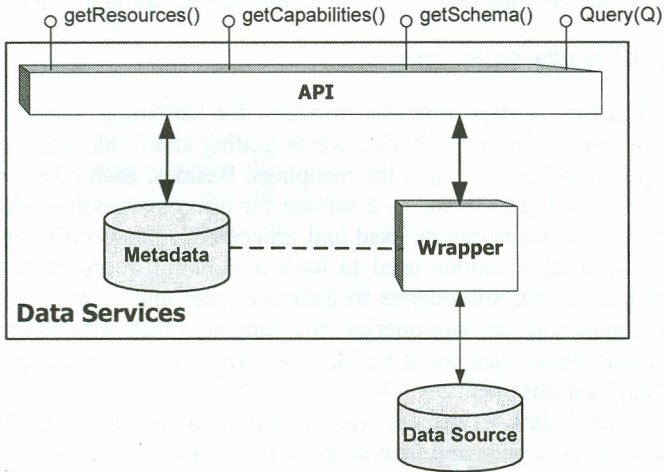 getResources() getCapabilities() getSchema() Query(Q)
API
Metadata
Wrapper
Data Services
Data Source